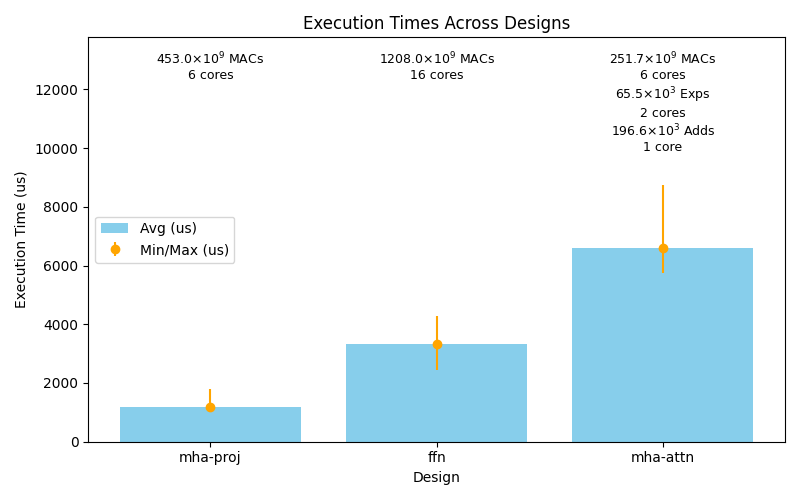 Execution Times Across Designs
453.0×10⁹ MACs
6 cores
1208.0×10⁹ MACs
16 cores
251.7×10⁹ MACs
6 cores
65.5×10³ Exps
2 cores
196.6×10³ Adds
1 core
Execution Time (us)
12000
10000
8000
6000
4000
2000
0
Avg (us)
Min/Max (us)
mha-proj
ffn
mha-attn
Design